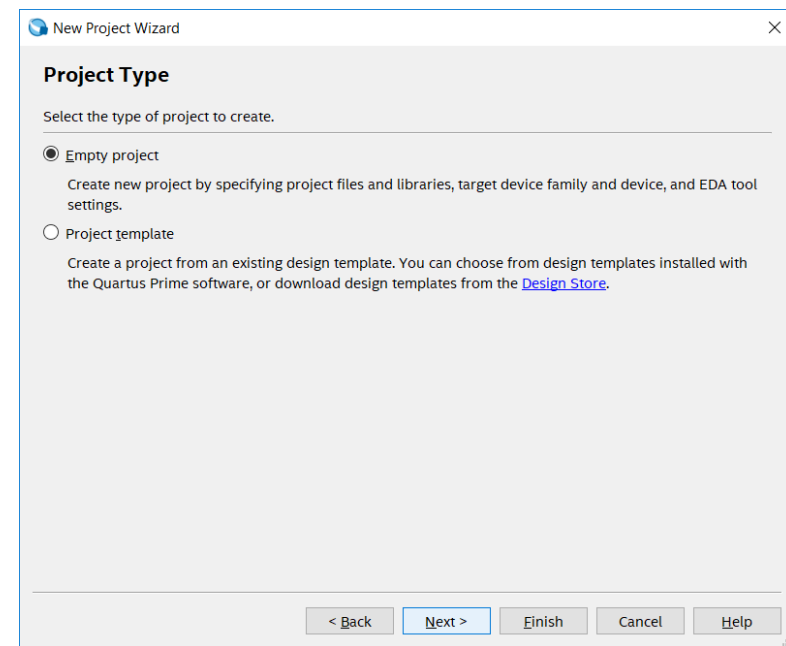 New Project Wizard
Project Type
Select the type of project to create.
Empty project
Create new project by specifying project files and libraries, target device family and device, and EDA tool
settings.
Project template
Create a project from an existing design template. You can choose from design templates installed with
the Quartus Prime software, or download design templates from the Design Store.
< Back Next > Finish Cancel Help